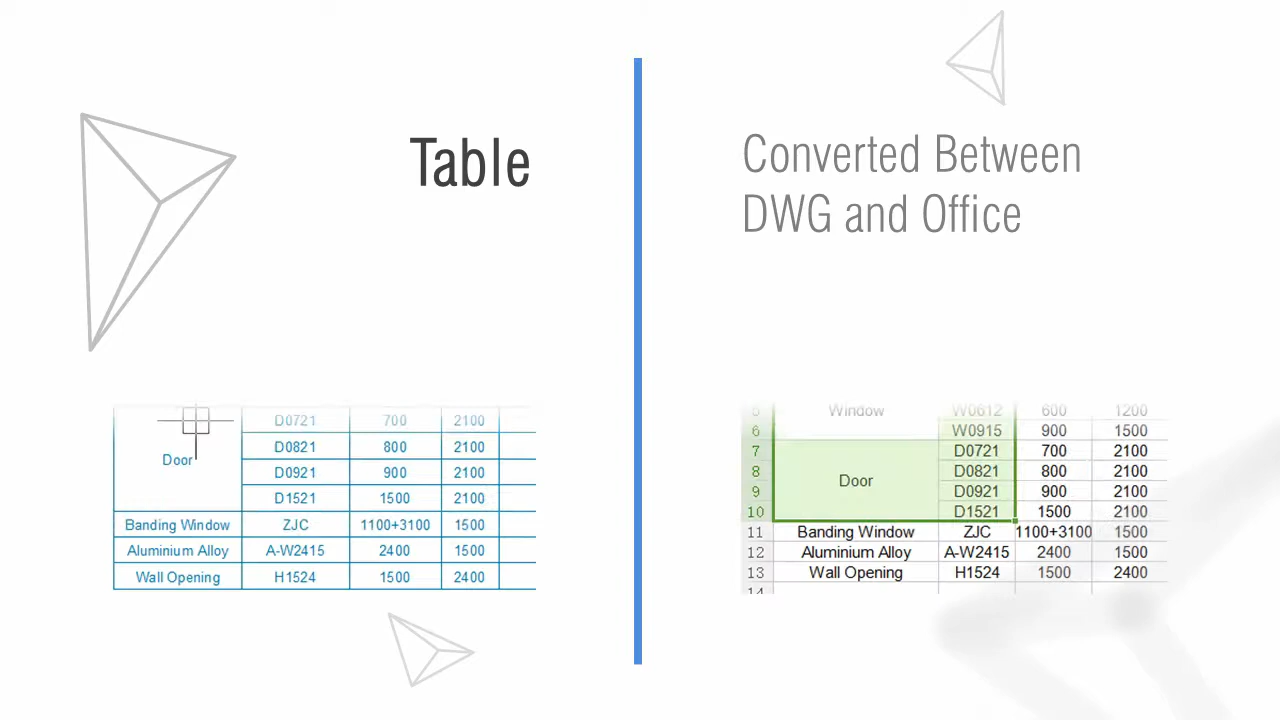 Table
Converted Between
DWG and Office
Door
D0721 700 2100
D0821 800 2100
D0921 900 2100
D1521 1500 2100
Banding Window ZJC 1100+3100 1500
Aluminium Alloy A-W2415 2400 1500
Wall Opening H1524 1500 2400
5 Window W0612 600 1200
6 W0915 900 1500
7 D0721 700 2100
8 D0821 800 2100
Door
9 D0921 900 2100
10 D1521 1500 2100
11 Banding Window ZJC 1100+3100 1500
12 Aluminium Alloy A-W2415 2400 1500
13 Wall Opening H1524 1500 2400
14